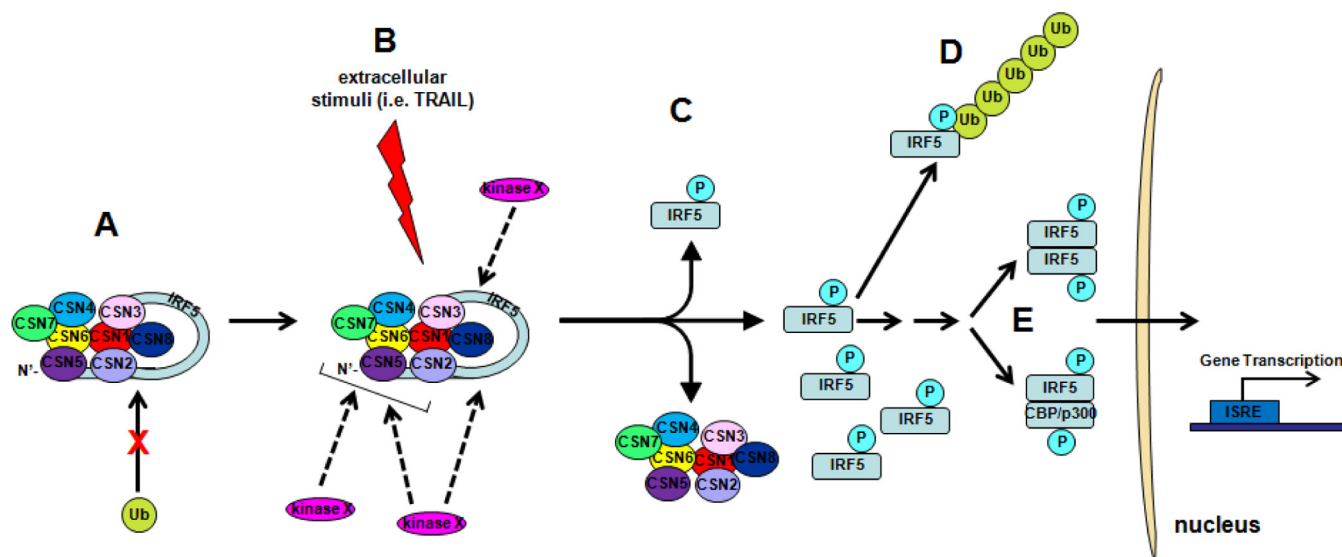 A
CSN7
CSN4
CSN3
IRF5
CSN6
CSN1
CSN8
CSN5
CSN2
N'-
X
Ub
B
extracellular
stimuli (i.e. TRAIL)
kinase X
CSN7
CSN4
CSN3
IRF5
CSN6
CSN1
CSN8
CSN5
CSN2
N'-
kinase X
kinase X
C
P
IRF5
CSN7
CSN4
CSN3
CSN6
CSN1
CSN8
CSN5
CSN2
P
IRF5
P
IRF5
P
IRF5
P
IRF5
D
Ub
Ub
Ub
Ub
Ub
P
IRF5
E
P
IRF5
IRF5
P
P
IRF5
CBP/p300
P
nucleus
Gene Transcription
ISRE